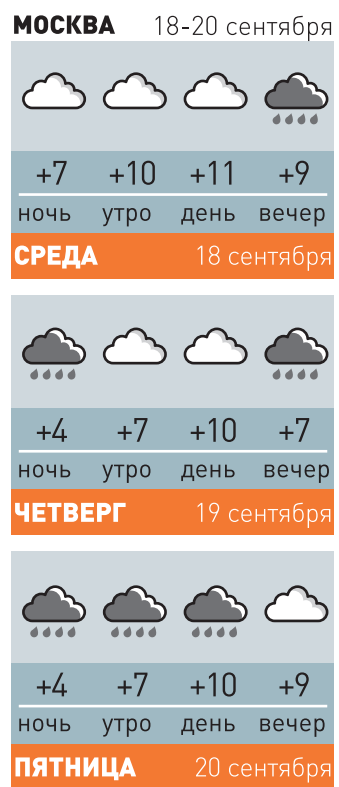 МОСКВА 18-20 сентября
+7 +10 +11 +9
ночь утро день вечер
СРЕДА 18 сентября
+4 +7 +10 +7
ночь утро день вечер
ЧЕТВЕРГ 19 сентября
+4 +7 +10 +9
ночь утро день вечер
ПЯТНИЦА 20 сентября